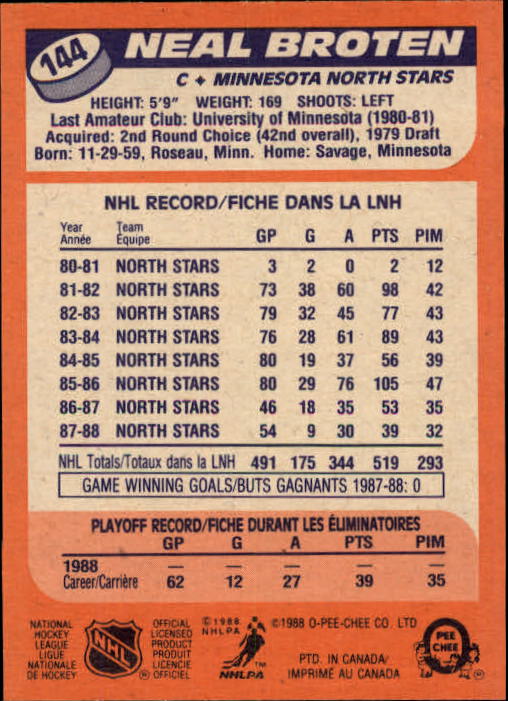 144 NEAL BROTEN
C ♦ MINNESOTA NORTH STARS
HEIGHT: 5'9" WEIGHT: 169 SHOOTS: LEFT
Last Amateur Club: University of Minnesota (1980-81)
Acquired: 2nd Round Choice (42nd overall), 1979 Draft
Born: 11-29-59, Roseau, Minn. Home: Savage, Minnesota
NHL RECORD/FICHE DANS LA LNH
Year Team
Année Équipe GP G A PTS PIM
80-81 NORTH STARS 3 2 0 2 12
81-82 NORTH STARS 73 38 60 98 42
82-83 NORTH STARS 79 32 45 77 43
83-84 NORTH STARS 76 28 61 89 43
84-85 NORTH STARS 80 19 37 56 39
85-86 NORTH STARS 80 29 76 105 47
86-87 NORTH STARS 46 18 35 53 35
87-88 NORTH STARS 54 9 30 39 32
NHL Totals/Totaux dans la LNH 491 175 344 519 293
GAME WINNING GOALS/BUTS GAGNANTS 1987-88: 0
PLAYOFF RECORD/FICHE DURANT LES ÉLIMINATOIRES
GP G A PTS PIM
1988 — — — — —
Career/Carrière 62 12 27 39 35
NATIONAL
HOCKEY
LEAGUE
LIGUE
NATIONALE
DE HOCKEY
NHL
®
OFFICIAL
LICENSED
PRODUCT
PRODUIT
LICENCIE
OFFICIEL
©1988
NHLPA
TM
NHLPA
©1988 O-PEE-CHEE CO. LTD
PTD. IN CANADA/
IMPRIMÉ AU CANADA
PEE
CHEE